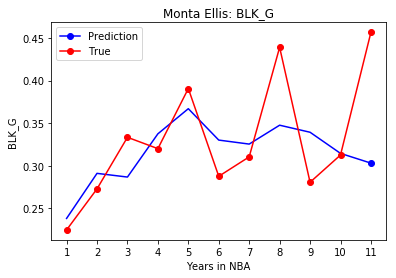 Monta Ellis: BLK_G
Prediction
True
BLK_G
0.45
0.40
0.35
0.30
0.25
1 2 3 4 5 6 7 8 9 10 11
Years in NBA